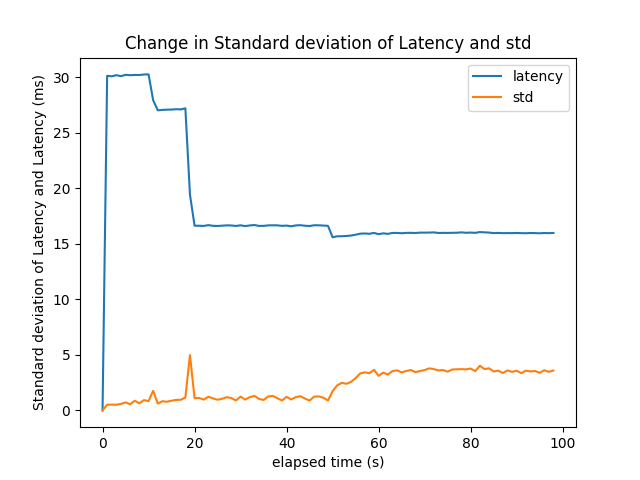 Change in Standard deviation of Latency and std
Standard deviation of Latency and Latency (ms)
30
25
20
15
10
5
0
latency
std
0 20 40 60 80 100
elapsed time (s)